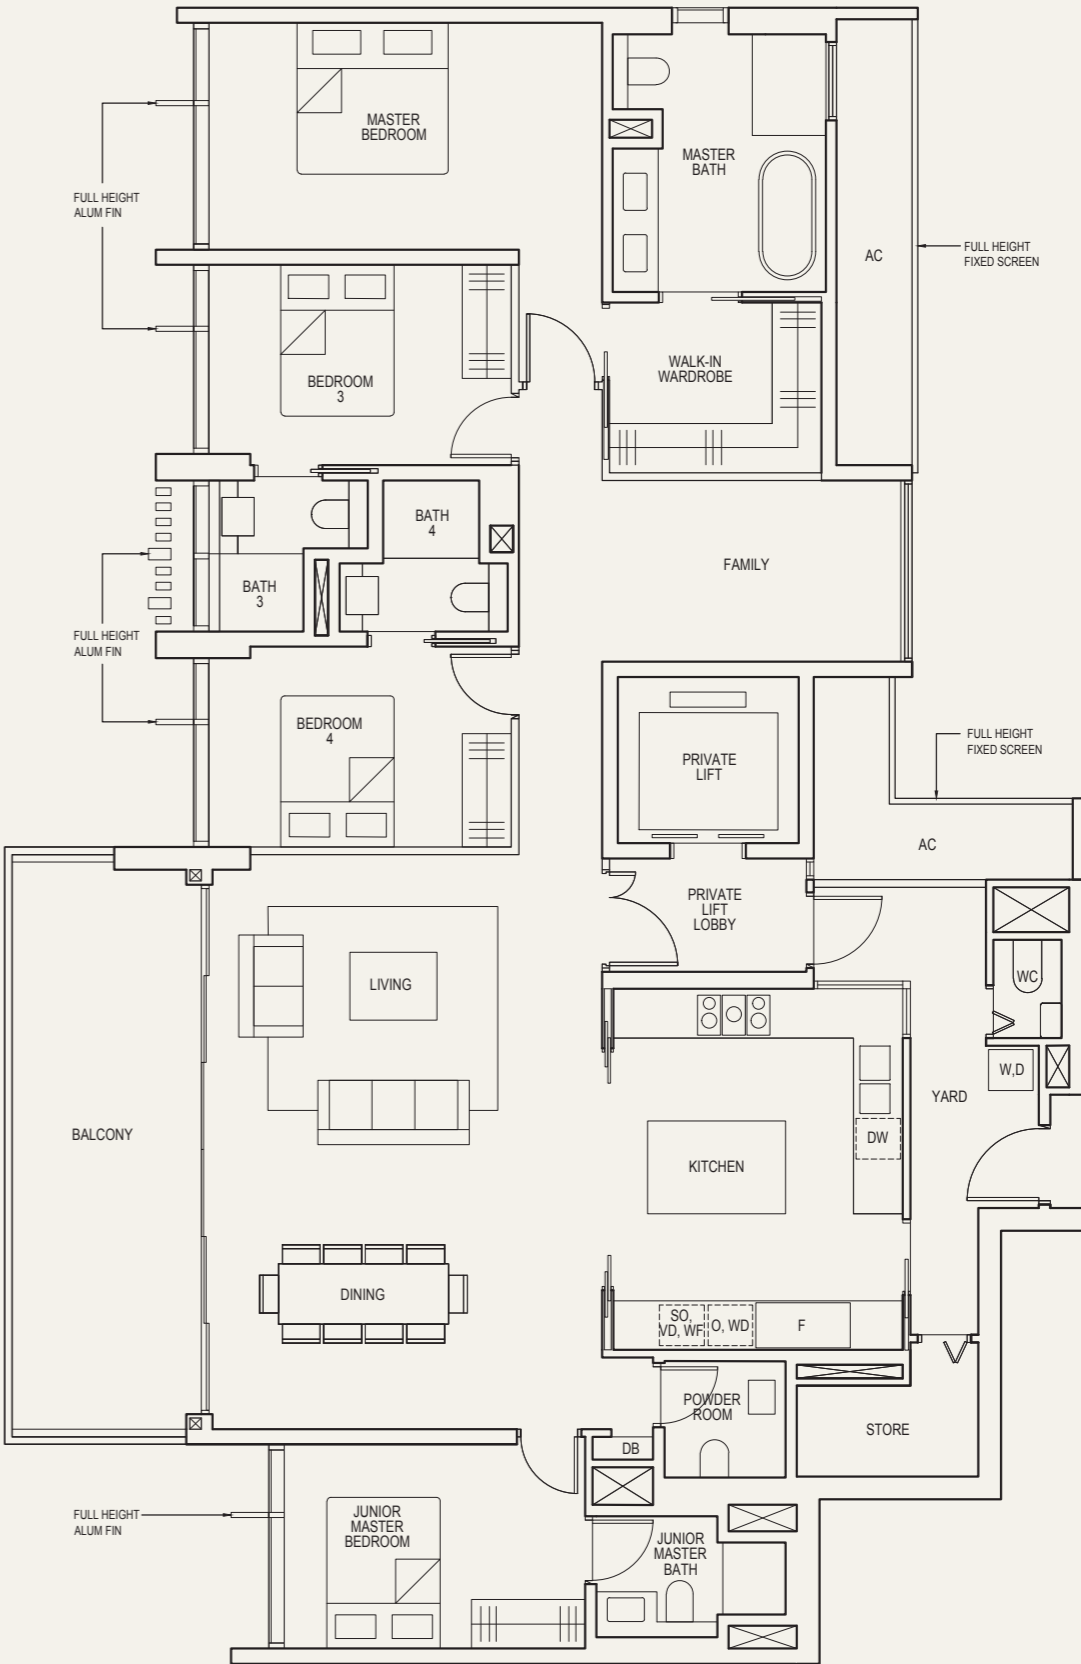 MASTER
BEDROOM
MASTER
BATH
FULL HEIGHT
ALUM FIN
AC
FULL HEIGHT
FIXED SCREEN
WALK-IN
WARDROBE
BEDROOM
3
BATH
4
BATH
3
FAMILY
FULL HEIGHT
ALUM FIN
BEDROOM
4
PRIVATE
LIFT
FULL HEIGHT
FIXED SCREEN
AC
PRIVATE
LIFT
LOBBY
LIVING
WC
W,D
YARD
BALCONY
DW
KITCHEN
DINING
SO,
VD, WF
O, WD
F
POWDER
ROOM
STORE
DB
FULL HEIGHT
ALUM FIN
JUNIOR
MASTER
BEDROOM
JUNIOR
MASTER
BATH